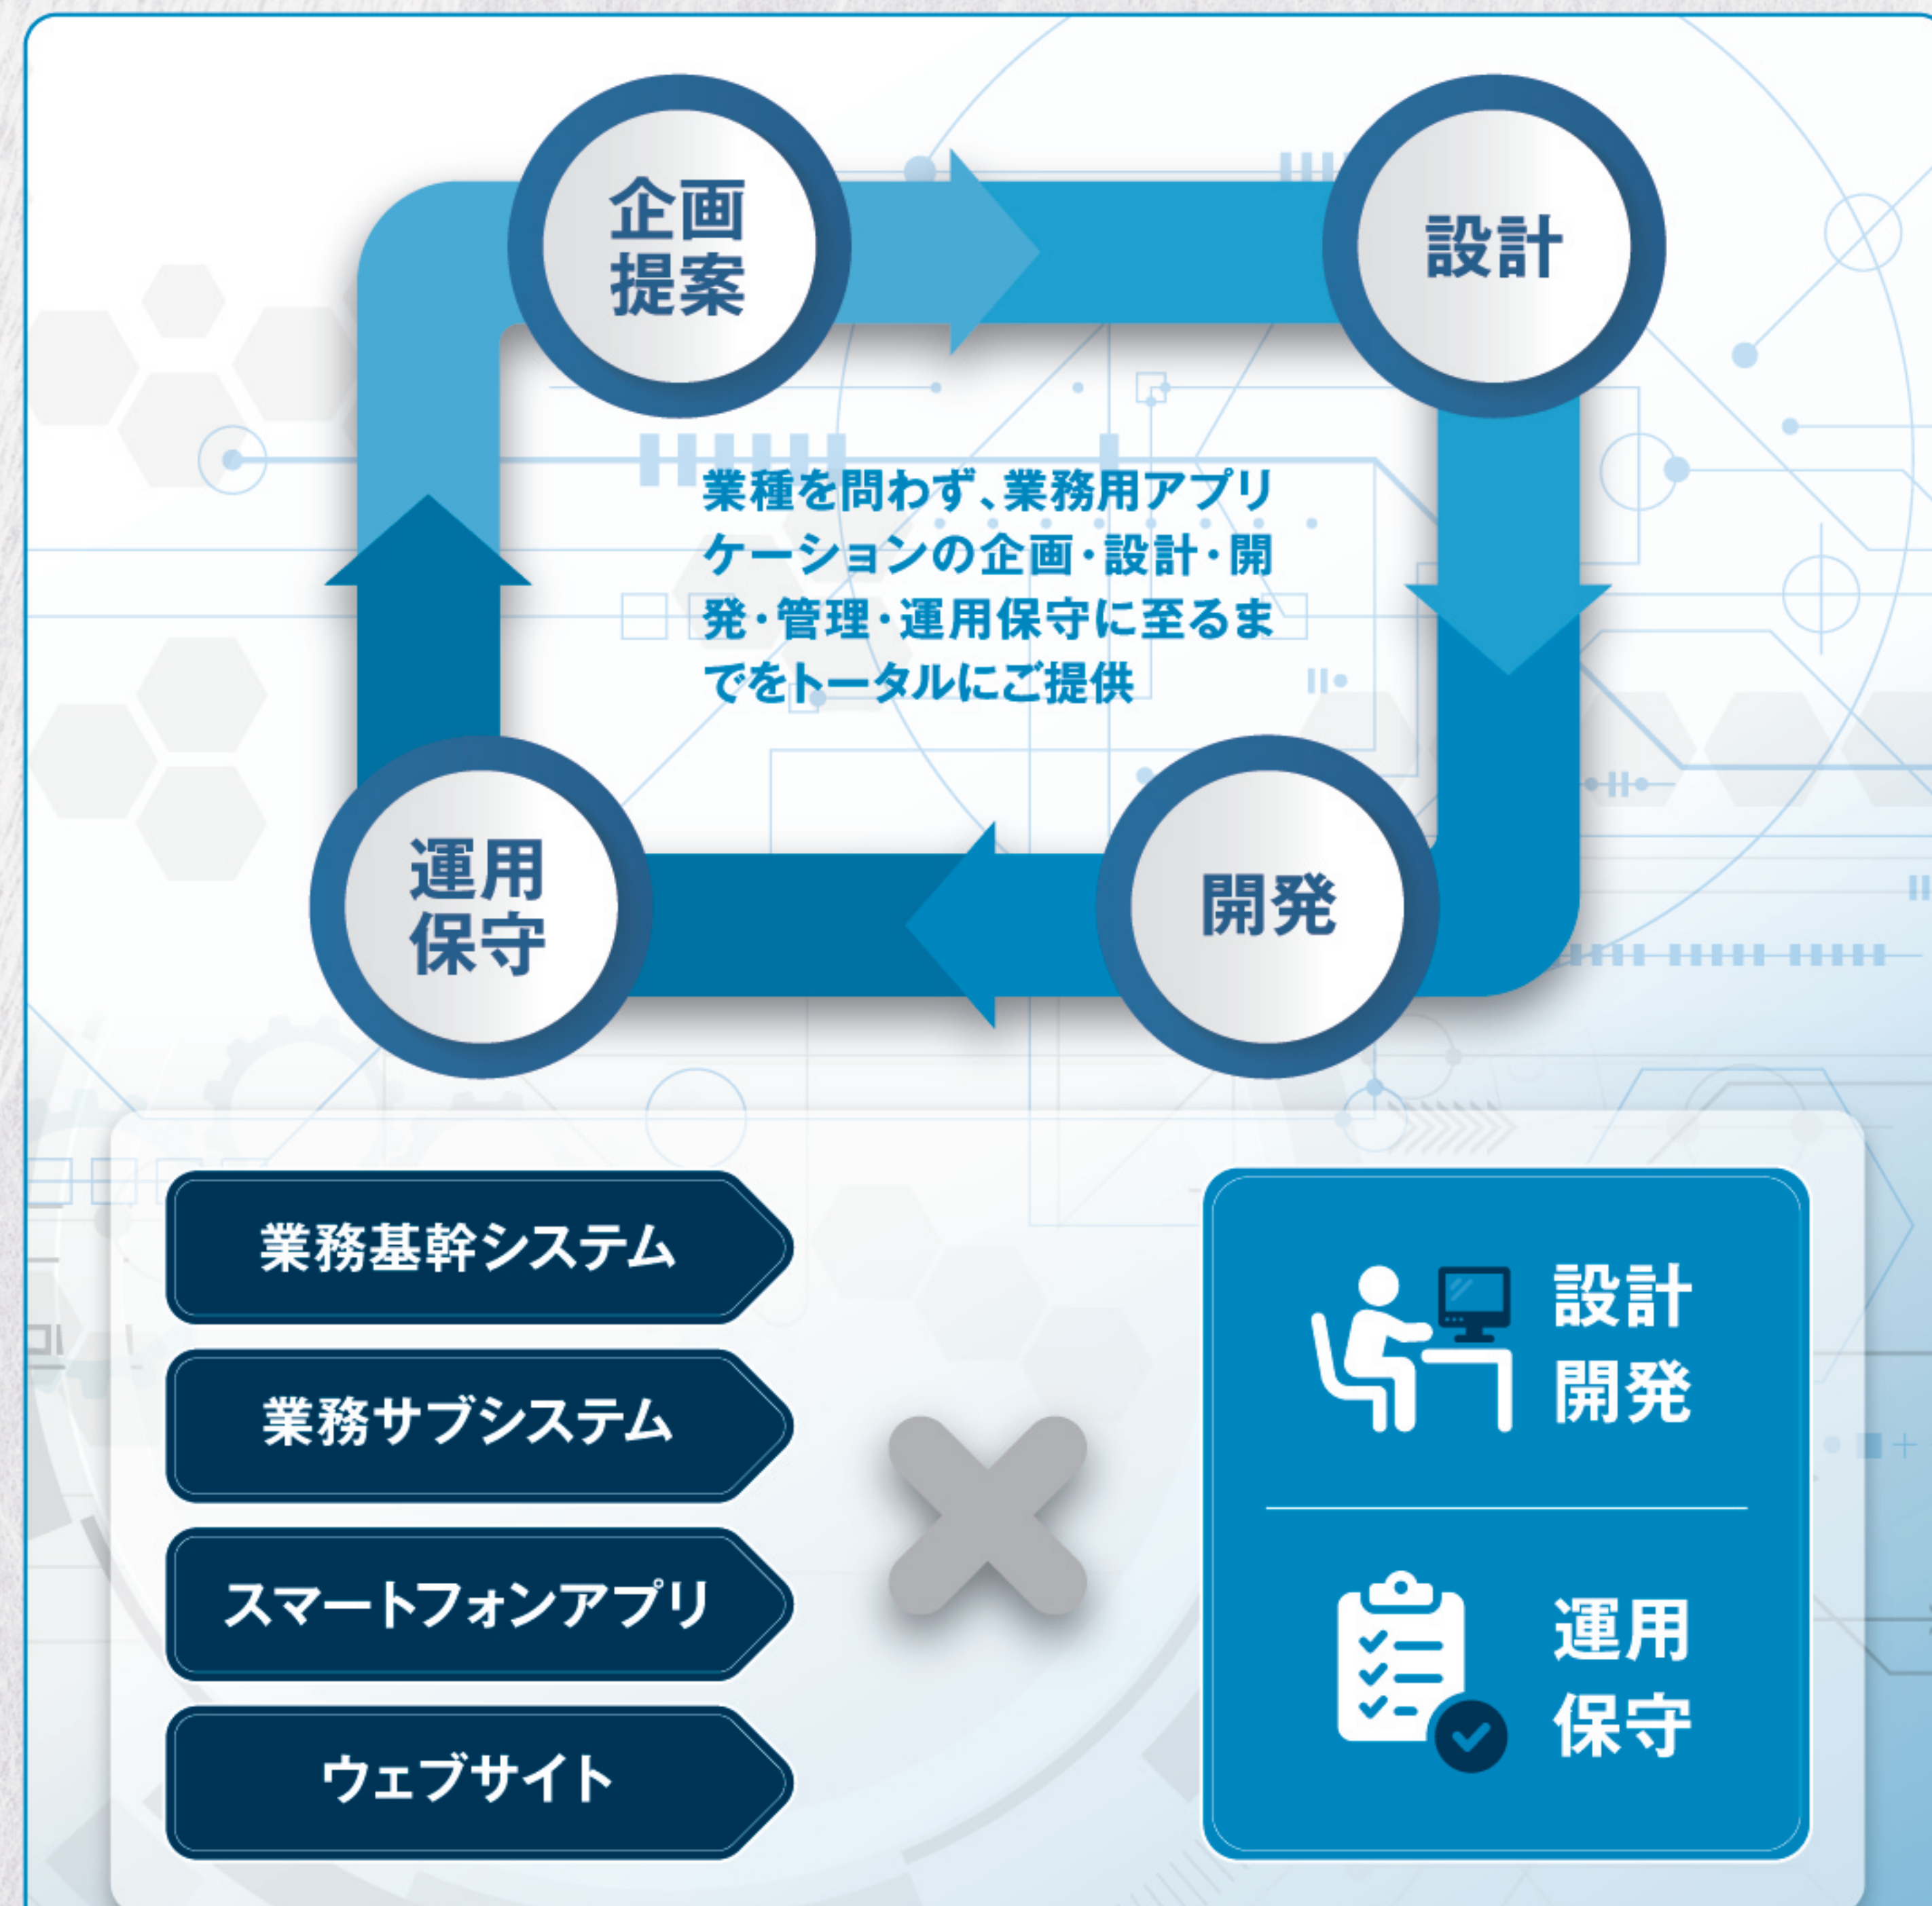 企画
提案
設計
業種を問わず、業務用アプリ
ケーションの企画・設計・開
発・管理・運用保守に至るま
でをトータルにご提供
運用
保守
開発
業務基幹システム
業務サブシステム
スマートフォンアプリ
ウェブサイト
設計
開発
運用
保守